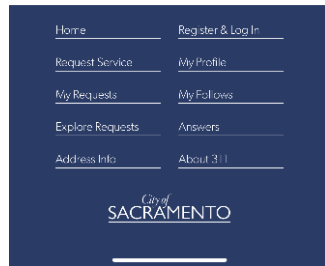 Home
Register & Log In
Request Service
My Profile
My Requests
My Follows
Explore Requests
Answers
Address Info
About 311
City of
SACRAMENTO